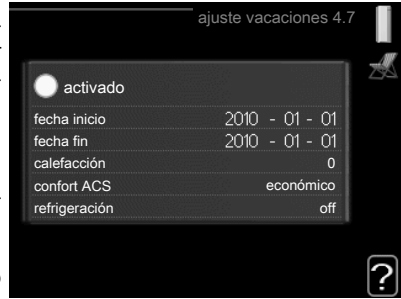 ajuste vacaciones 4.7
activado
fecha inicio 2010 - 01 - 01
fecha fin 2010 - 01 - 01
calefacción 0
confort ACS económico
refrigeración off
?